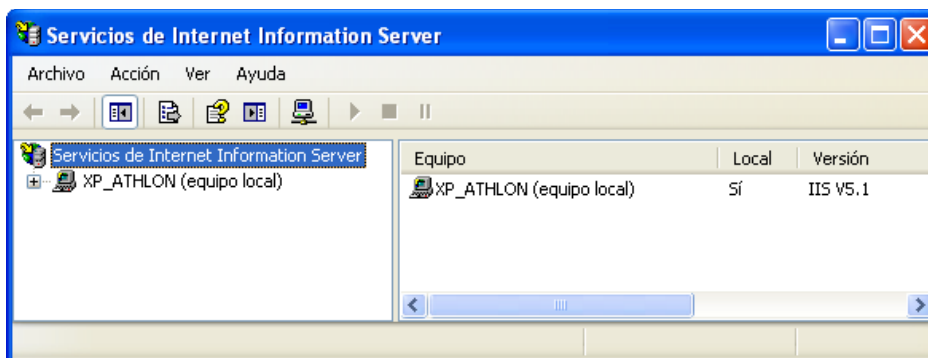 Servicios de Internet Information Server
Archivo Acción Ver Ayuda
Servicios de Internet Information Server
XP_ATHLON (equipo local)
Equipo Local Versión
XP_ATHLON (equipo local) Sí IIS V5.1